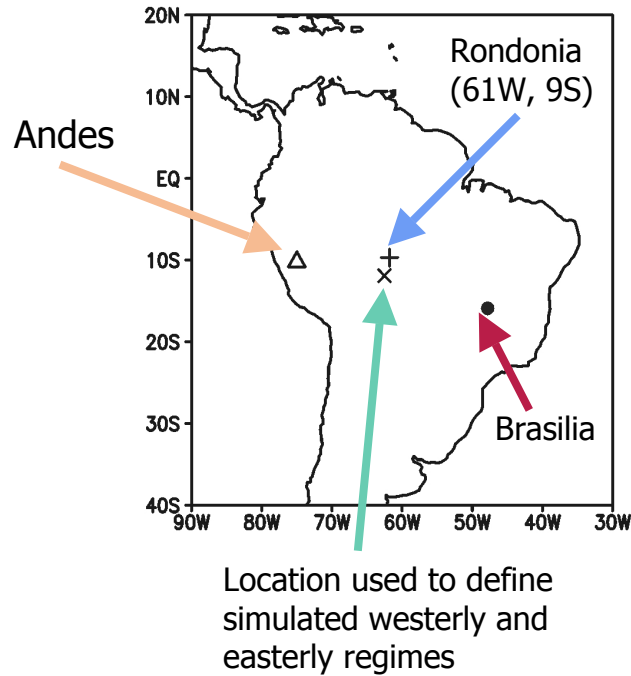 20N
Rondonia
(61W, 9S)
10N
Andes
EQ
10S
20S
Brasilia
30S
40S
90W 80W 70W 60W 50W 40W 30W
Location used to define
simulated westerly and
easterly regimes